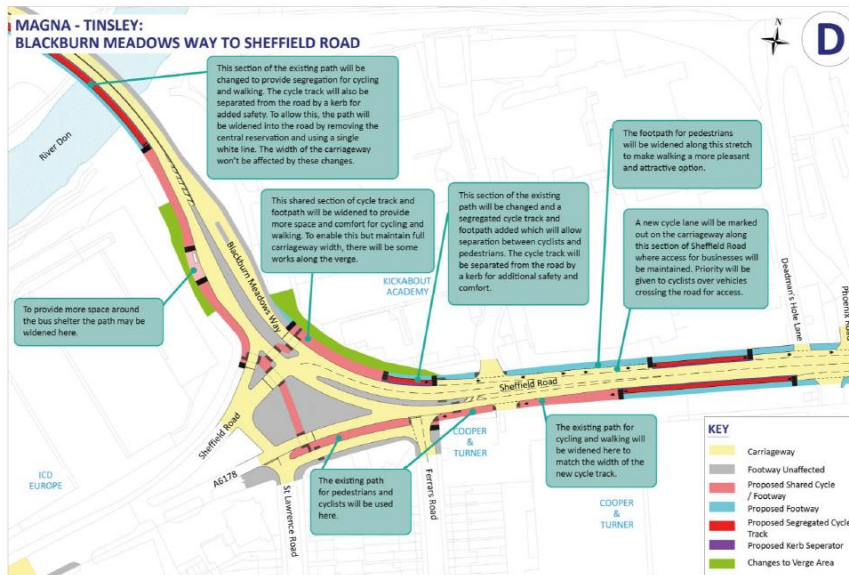 MAGNA - TINSLEY:
BLACKBURN MEADOWS WAY TO SHEFFIELD ROAD
N
D
This section of the existing path will be
changed to provide segregation for cycling
and walking. The cycle track will also be
separated from the road by a kerb for
added safety. To allow this, the path will
be widened into the road by removing the
central reservation and using a single
white line. The width of the carriageway
won't be affected by these changes.
River Don
The footpath for pedestrians
will be widened along this stretch
to make walking a more pleasant
and attractive option.
This shared section of cycle track and
footpath will be widened to provide
more space and comfort for cycling and
walking. To enable this but maintain full
carriageway width, there will be some
works along the verge.
This section of the existing
path will be changed and a
segregated cycle track and
footpath added which will allow
separation between cyclists and
pedestrians. The cycle track will
be separated from the road by
a kerb for additional safety and
comfort.
A new cycle lane will be marked
out on the carriageway along
this section of Sheffield Road
where access for businesses will
be maintained. Priority will be
given to cyclists over vehicles
crossing the road for access.
Blackburn Meadows Way
KICKABOUT
ACADEMY
Deadman's Hole Lane
Phoenix Road
To provide more space around
the bus shelter the path may be
widened here.
Sheffield Road
Sheffield Road
ICD
EUROPE
A6178
St Lawrence Road
The existing path
for pedestrians and
cyclists will be used
here.
Ferrars Road
COOPER
&
TURNER
The existing path for
cycling and walking will
be widened here to
match the width of the
new cycle track.
COOPER
&
TURNER
KEY
Carriageway
Footway Unaffected
Proposed Shared Cycle
/ Footway
Proposed Footway
Proposed Segregated Cycle
Track
Proposed Kerb Seperator
Changes to Verge Area